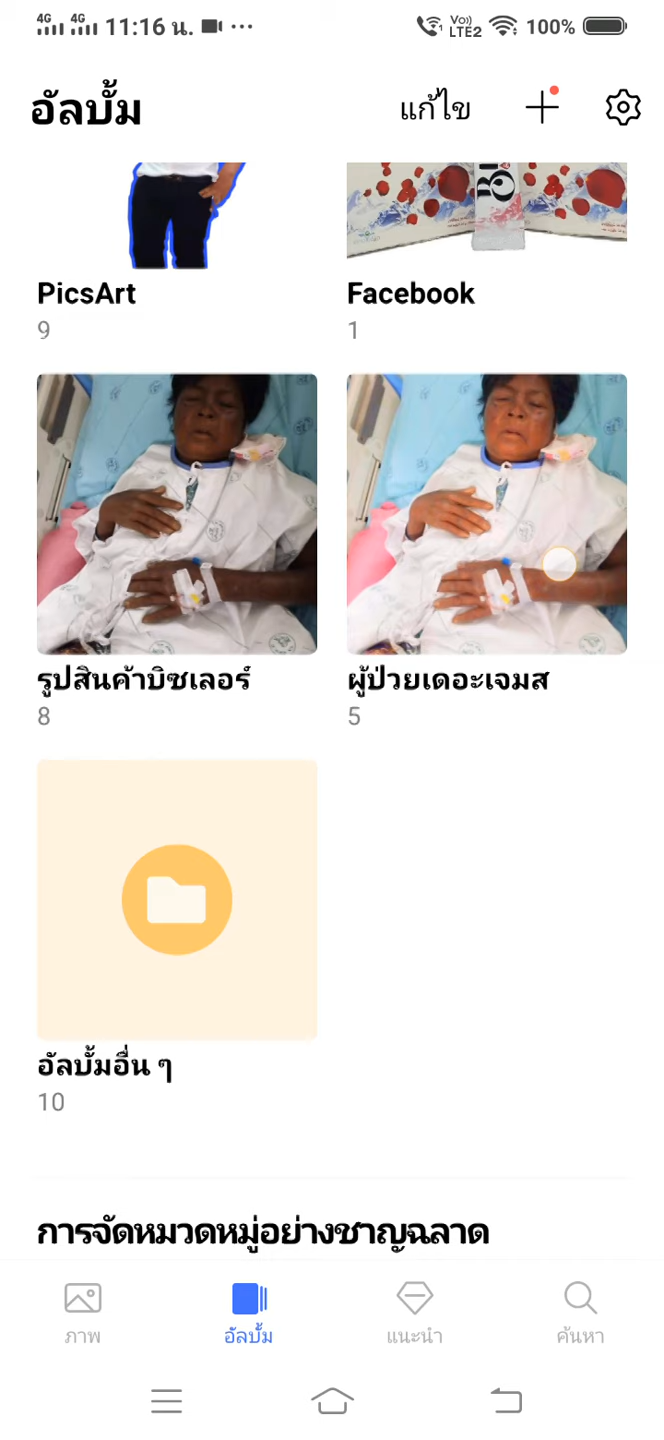 4G 4G 11:16 น. Vo)) LTE2 100%
อัลบั้ม แก้ไข
PicsArt Facebook
9 1
รูปสินค้าบิซเลอร์ ผู้ป่วยเดอะเจมส
8 5
อัลบั้มอื่น ๆ
10
การจัดหมวดหมู่อย่างชาญฉลาด
ภาพ อัลบั้ม แนะนำ ค้นหา